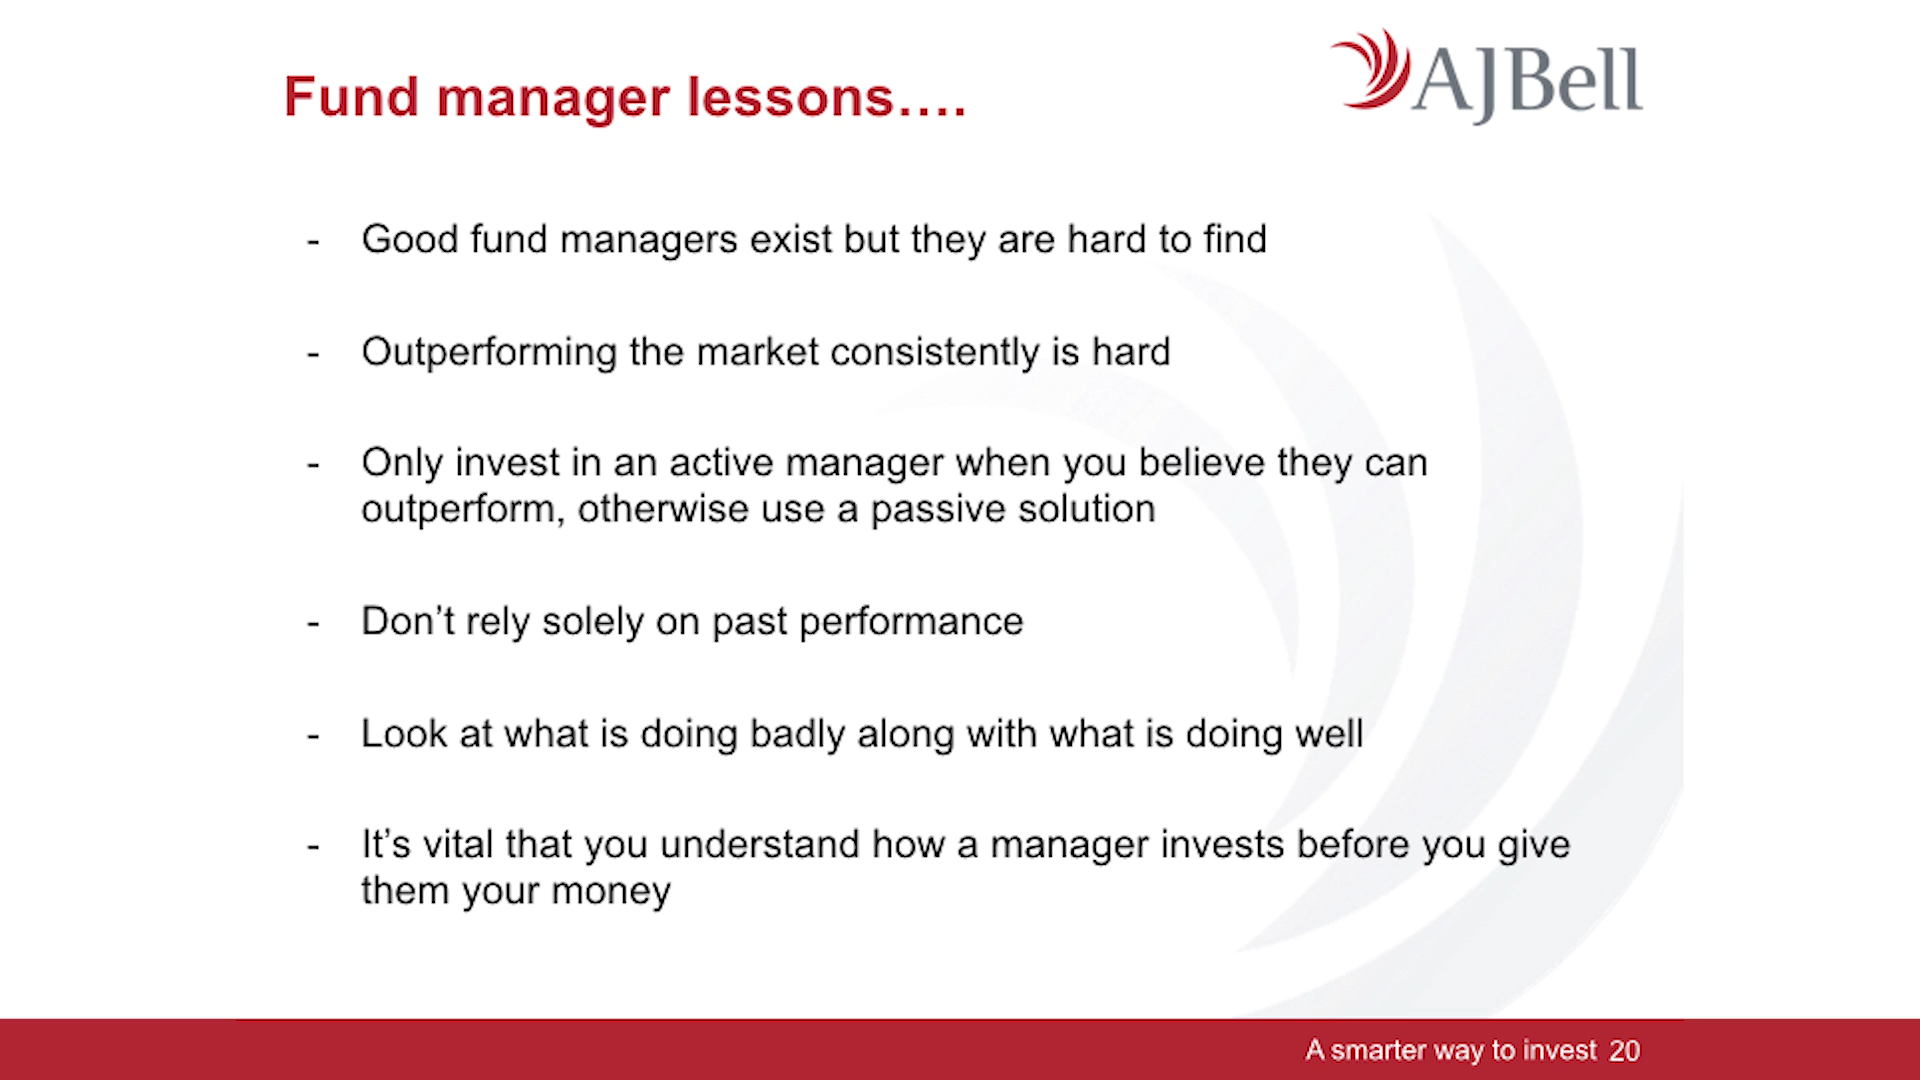 Fund manager lessons….
AJBell
- Good fund managers exist but they are hard to find
- Outperforming the market consistently is hard
- Only invest in an active manager when you believe they can
outperform, otherwise use a passive solution
- Don’t rely solely on past performance
- Look at what is doing badly along with what is doing well
- It’s vital that you understand how a manager invests before you give
them your money
A smarter way to invest 20